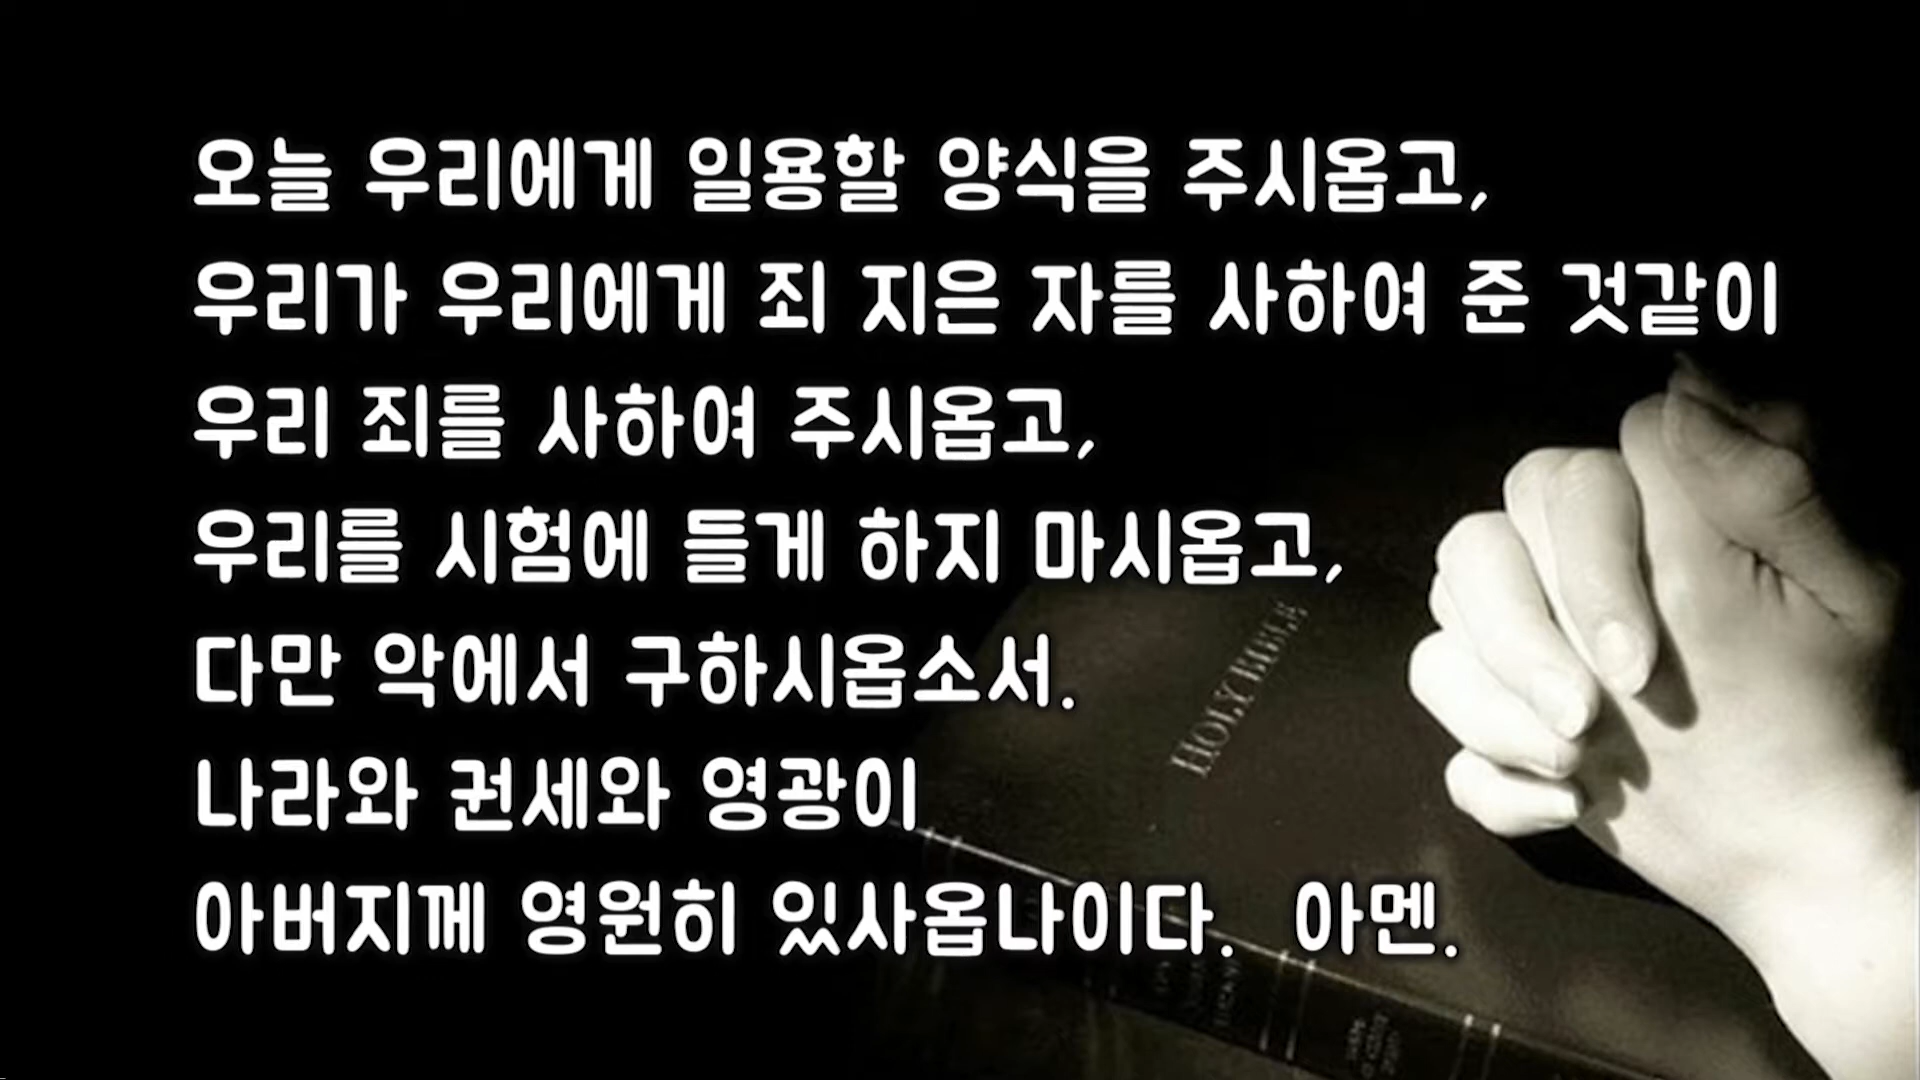 오늘 우리에게 일용할 양식을 주시옵고,
우리가 우리에게 죄 지은 자를 사하여 준 것같이
우리 죄를 사하여 주시옵고,
우리를 시험에 들게 하지 마시옵고,
다만 악에서 구하시옵소서.
나라와 권세와 영광이
아버지께 영원히 있사옵나이다. 아멘.
HOLY BIBLE